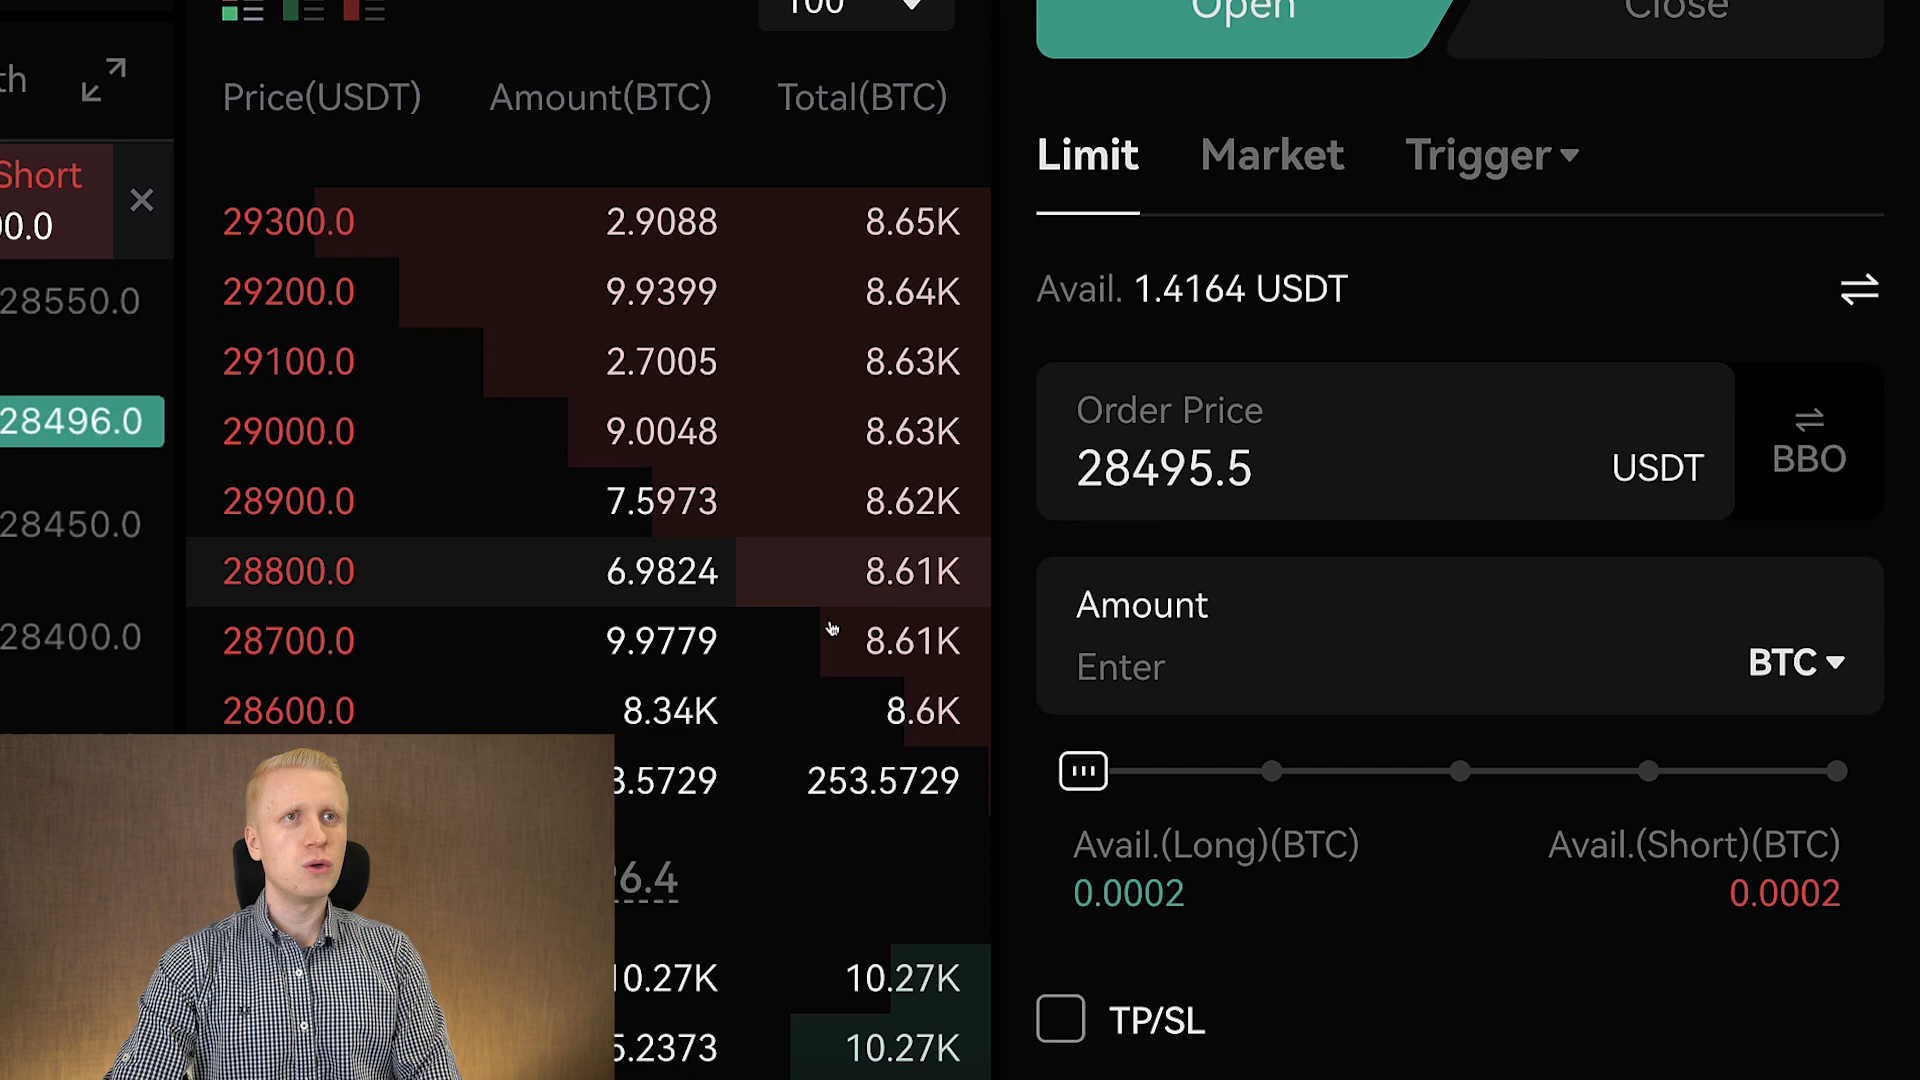 100
Open
Close
th
Price(USDT) Amount(BTC) Total(BTC)
Limit Market Trigger
Short
00.0
29300.0 2.9088 8.65K
29200.0 9.9399 8.64K
29100.0 2.7005 8.63K
29000.0 9.0048 8.63K
28900.0 7.5973 8.62K
28800.0 6.9824 8.61K
28700.0 9.9779 8.61K
28600.0 8.34K 8.6K
3.5729 253.5729
6.4
10.27K 10.27K
5.2373 10.27K
28550.0
28496.0
28450.0
28400.0
Avail. 1.4164 USDT
Order Price
28495.5 USDT
BBO
Amount
Enter
BTC
Avail.(Long)(BTC) Avail.(Short)(BTC)
0.0002 0.0002
TP/SL